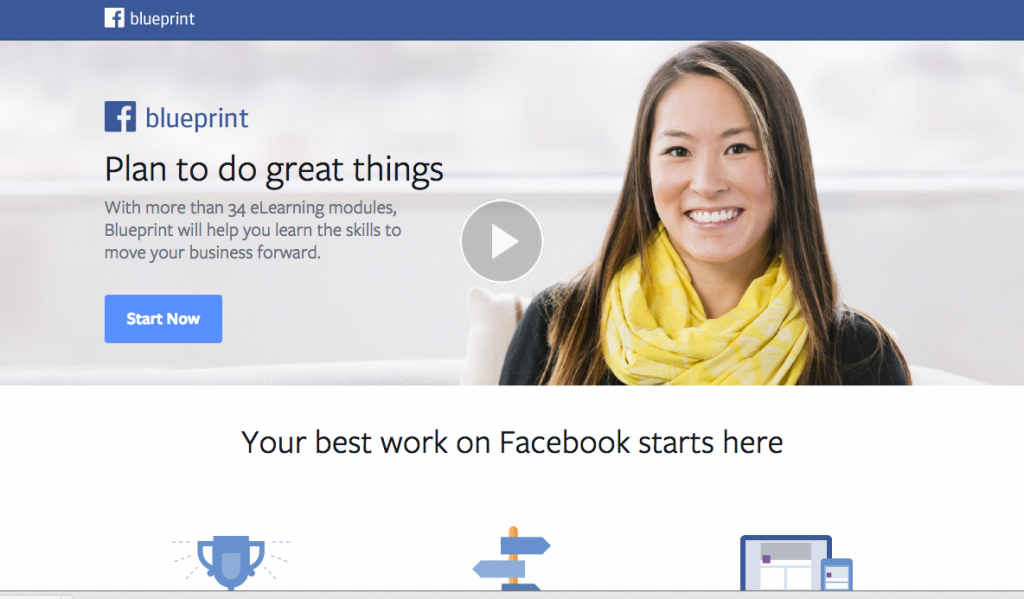 blueprint
blueprint
Plan to do great things
With more than 34 eLearning modules,
Blueprint will help you learn the skills to
move your business forward.
Start Now
Your best work on Facebook starts here